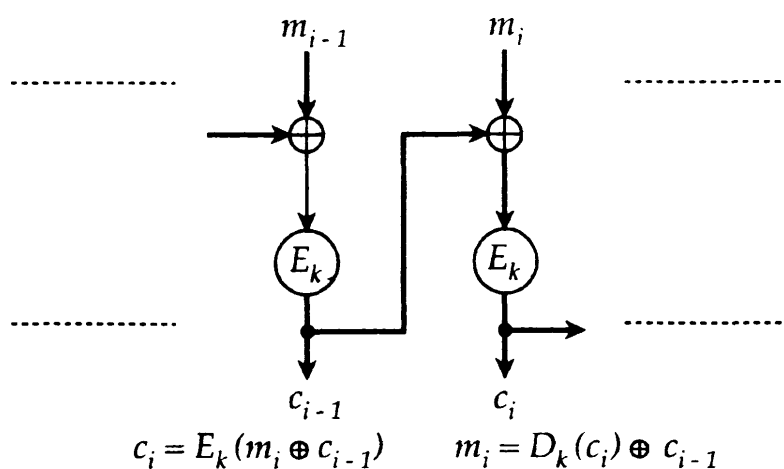 m_{i-1} m_i
E_k E_k
c_{i-1} c_i
c_i = E_k(m_i ⊕ c_{i-1}) m_i = D_k(c_i) ⊕ c_{i-1}